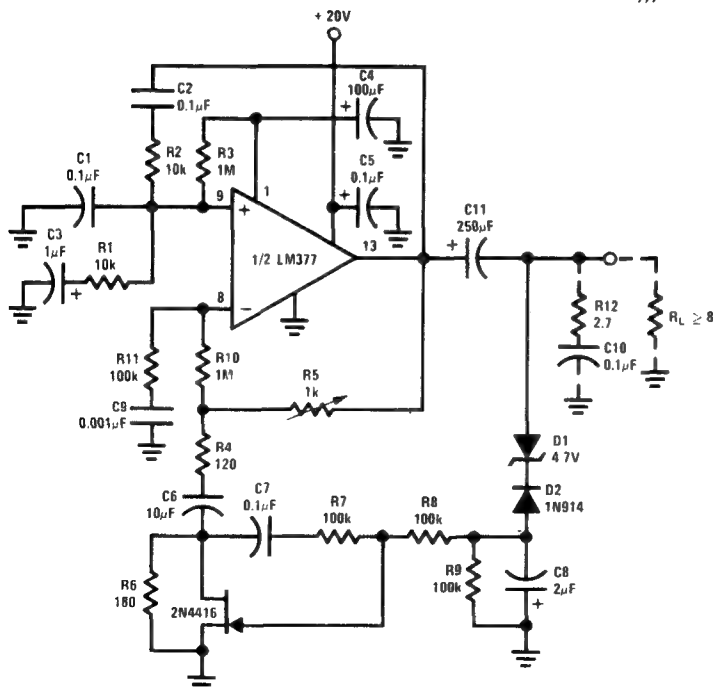 + 20V
C2
0.1µF
C4
100µF
R2
10k
R3
1M
C1
0.1µF
1
C5
0.1µF
9
+
C3
1µF
R1
10k
1/2 LM377
13
C11
250µF
8
−
R11
100k
R10
1M
R5
1k
R12
2.7
C10
0.1µF
RL ≥ 8
C9
0.001µF
R4
120
D1
4.7V
C6
10µF
C7
0.1µF
R7
100k
R8
100k
D2
1N914
R6
180
2N4416
R9
100k
C8
2µF
+